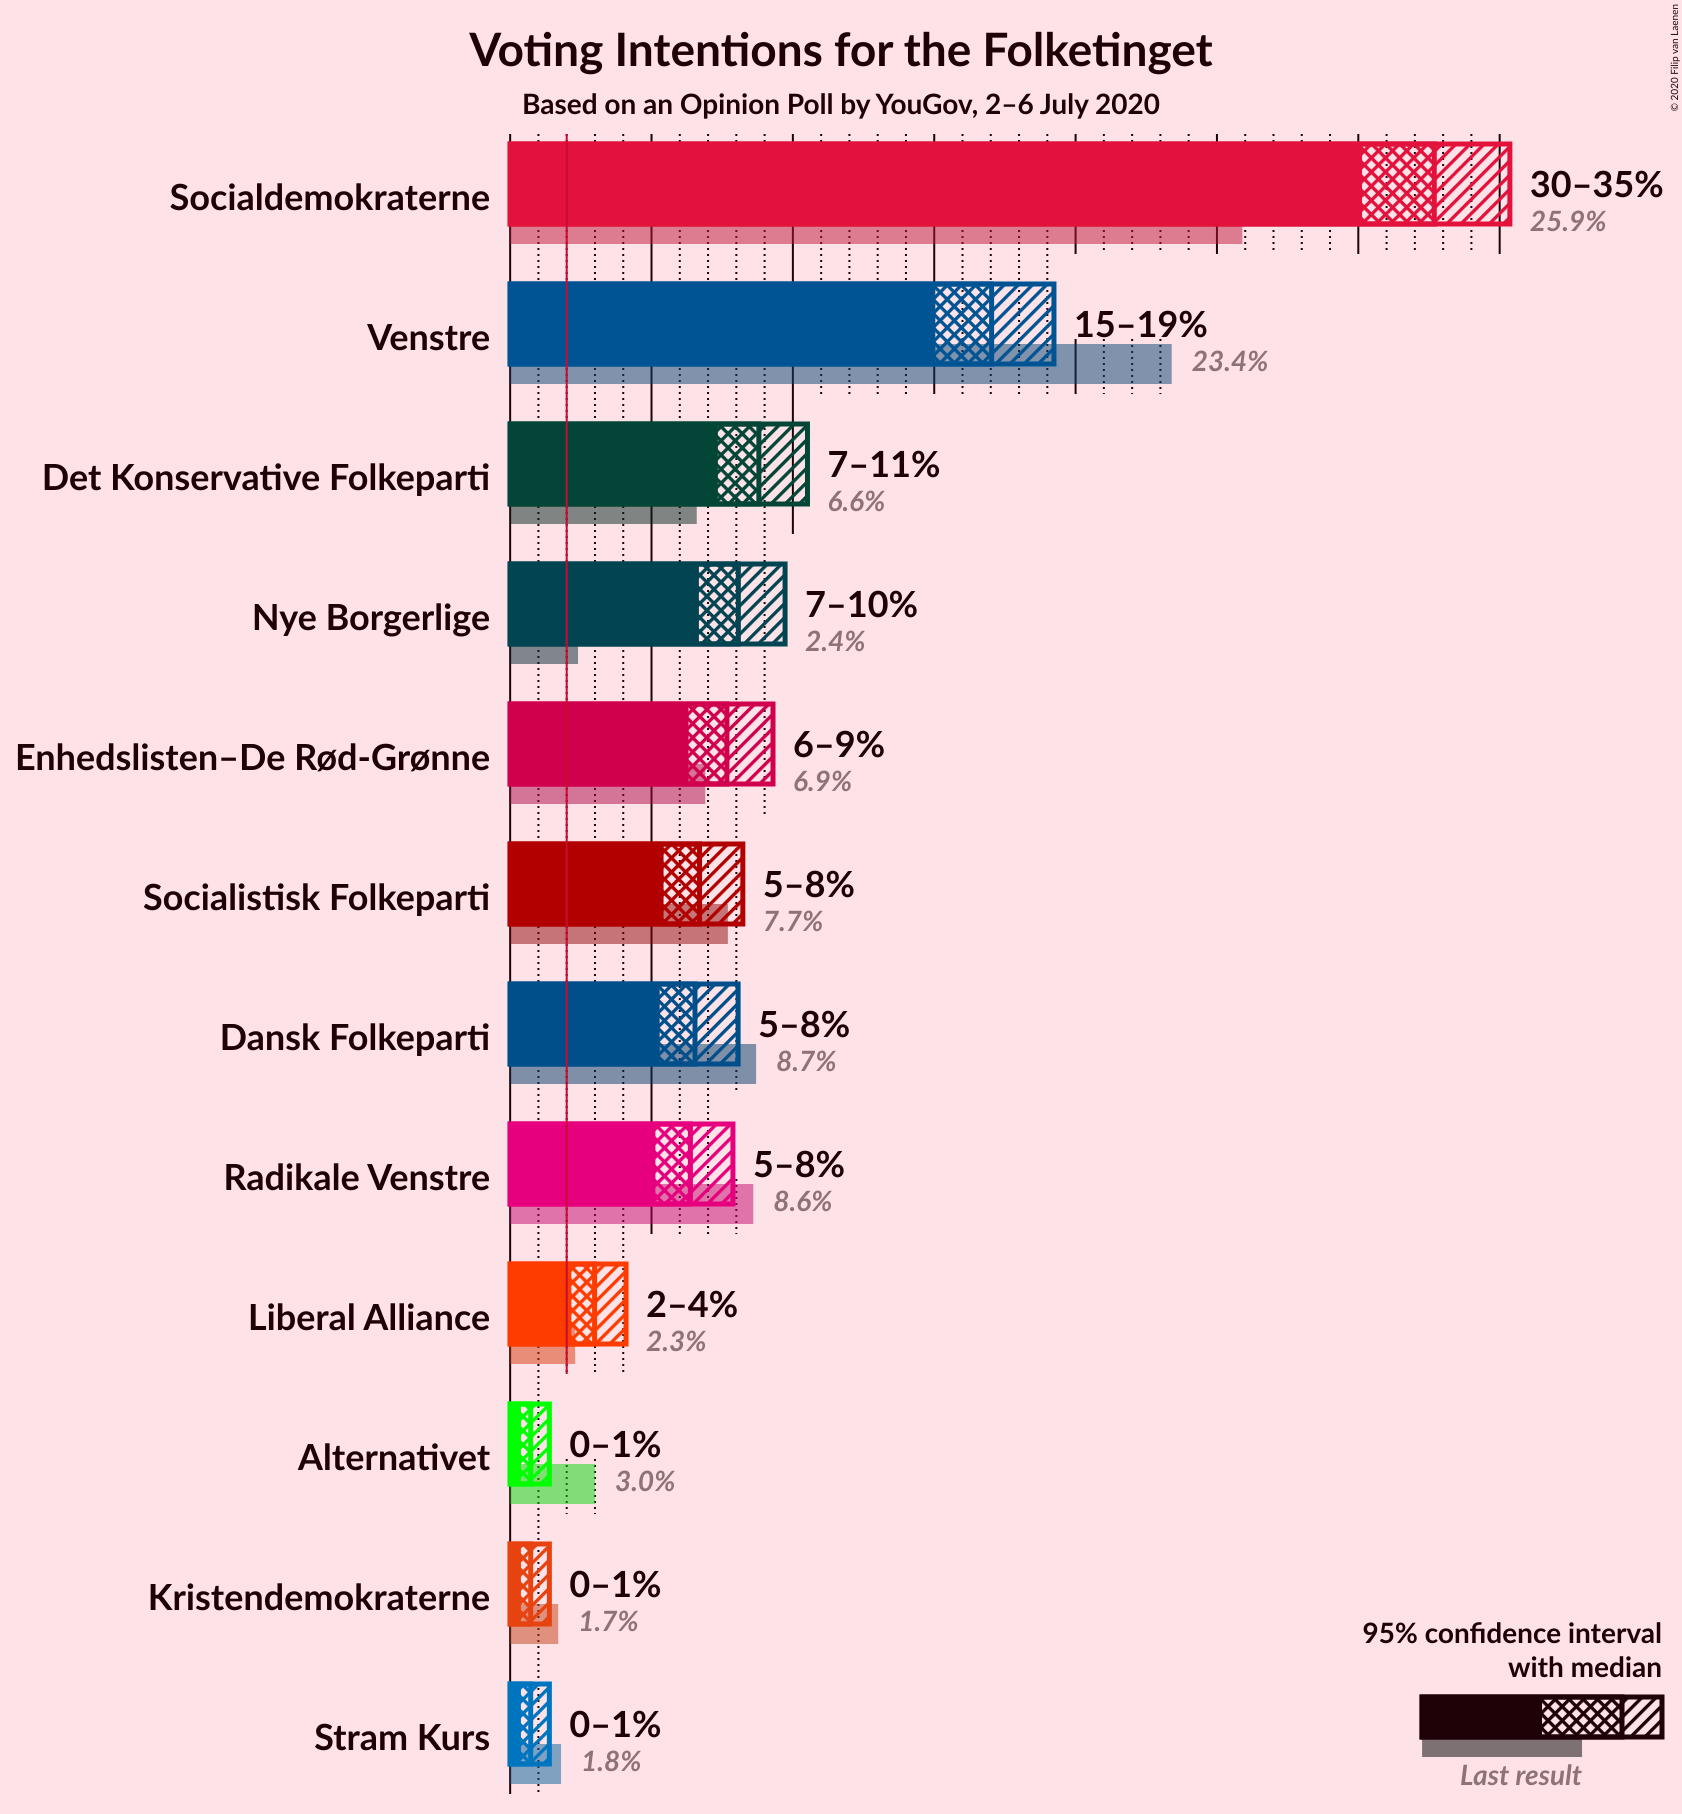 Voting Intentions for the Folketinget
Based on an Opinion Poll by YouGov, 2–6 July 2020
© 2020 Filip van Laenen
Socialdemokraterne
30–35%
25.9%
Venstre
15–19%
23.4%
Det Konservative Folkeparti
7–11%
6.6%
Nye Borgerlige
7–10%
2.4%
Enhedslisten–De Rød-Grønne
6–9%
6.9%
Socialistisk Folkeparti
5–8%
7.7%
Dansk Folkeparti
5–8%
8.7%
Radikale Venstre
5–8%
8.6%
Liberal Alliance
2–4%
2.3%
Alternativet
0–1%
3.0%
Kristendemokraterne
0–1%
1.7%
Stram Kurs
0–1%
1.8%
95% confidence interval
with median
Last result